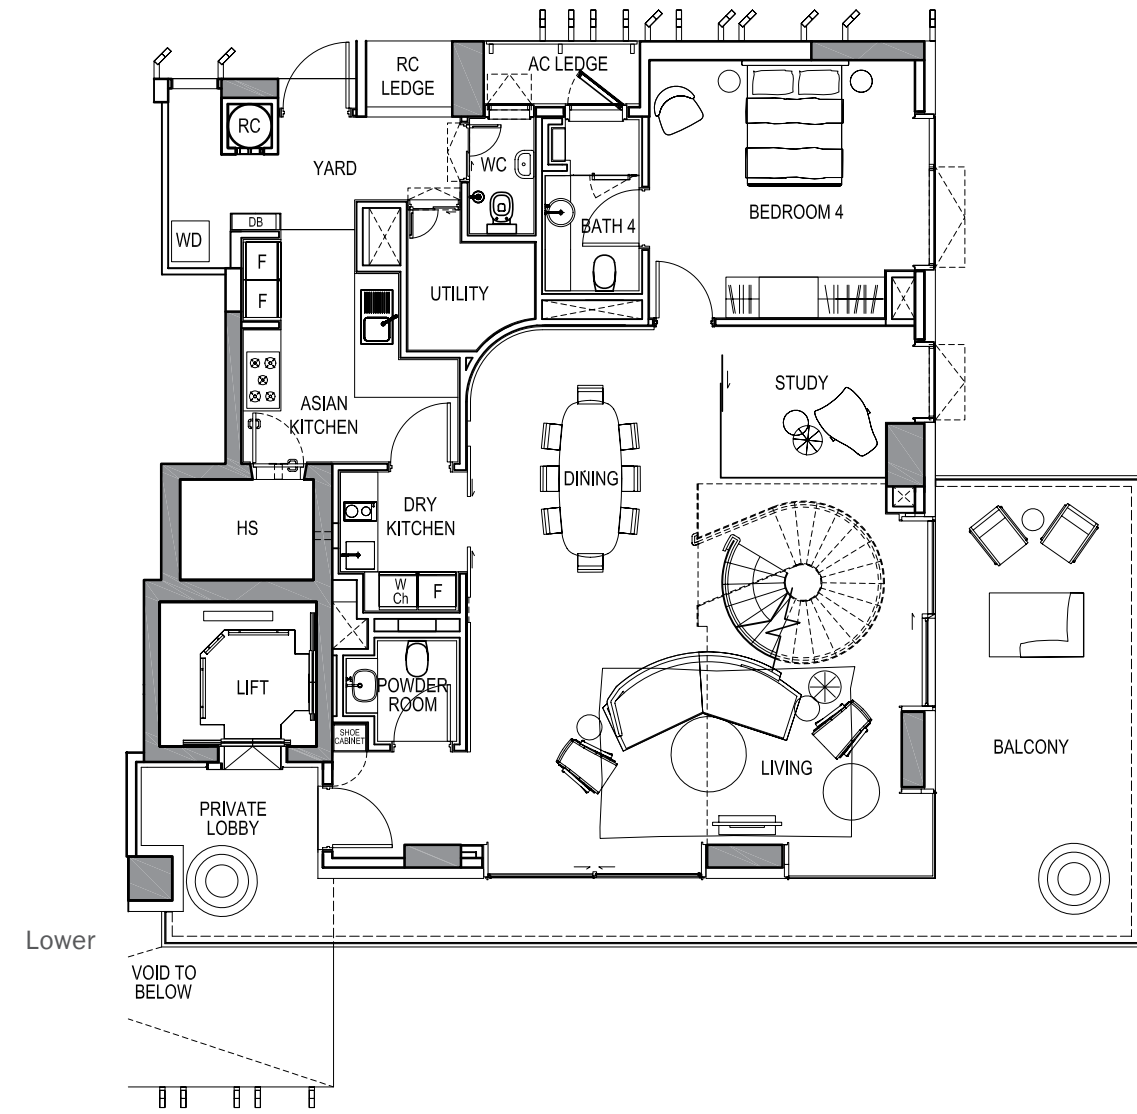 RC
LEDGE
AC LEDGE
RC
YARD
WC
BEDROOM 4
DB
BATH 4
WD
F
F
UTILITY
STUDY
ASIAN
KITCHEN
DINING
DRY
KITCHEN
HS
W
Ch
F
LIFT
POWDER
ROOM
SHOE
CABINET
BALCONY
LIVING
PRIVATE
LOBBY
Lower
VOID TO
BELOW